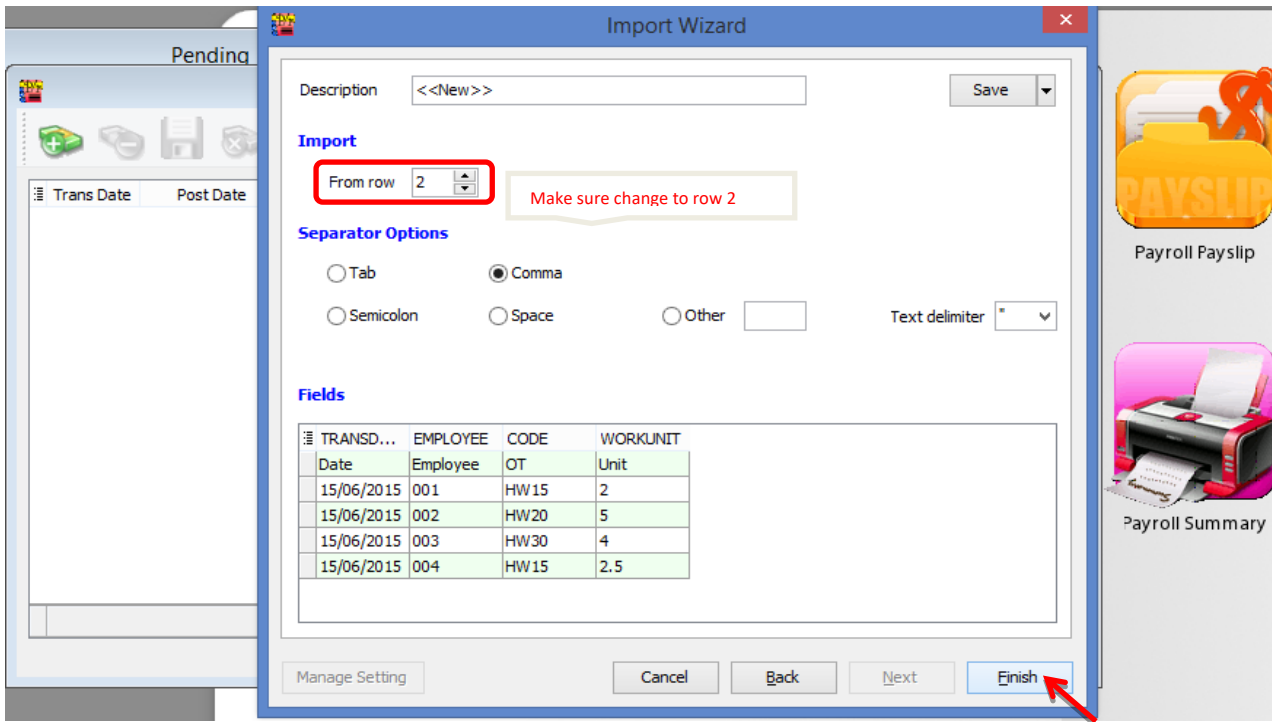 Import Wizard
Pending
Description <<New>> Save
Import
From row 2
Make sure change to row 2
Trans Date Post Date
Separator Options
Tab Comma
Semicolon Space Other Text delimiter "
Fields
TRANSD... EMPLOYEE CODE WORKUNIT
Date Employee OT Unit
15/06/2015 001 HW15 2
15/06/2015 002 HW20 5
15/06/2015 003 HW30 4
15/06/2015 004 HW15 2.5
Manage Setting Cancel Back Next Finish
PAYSLIP
Payroll Payslip
Payroll Summary